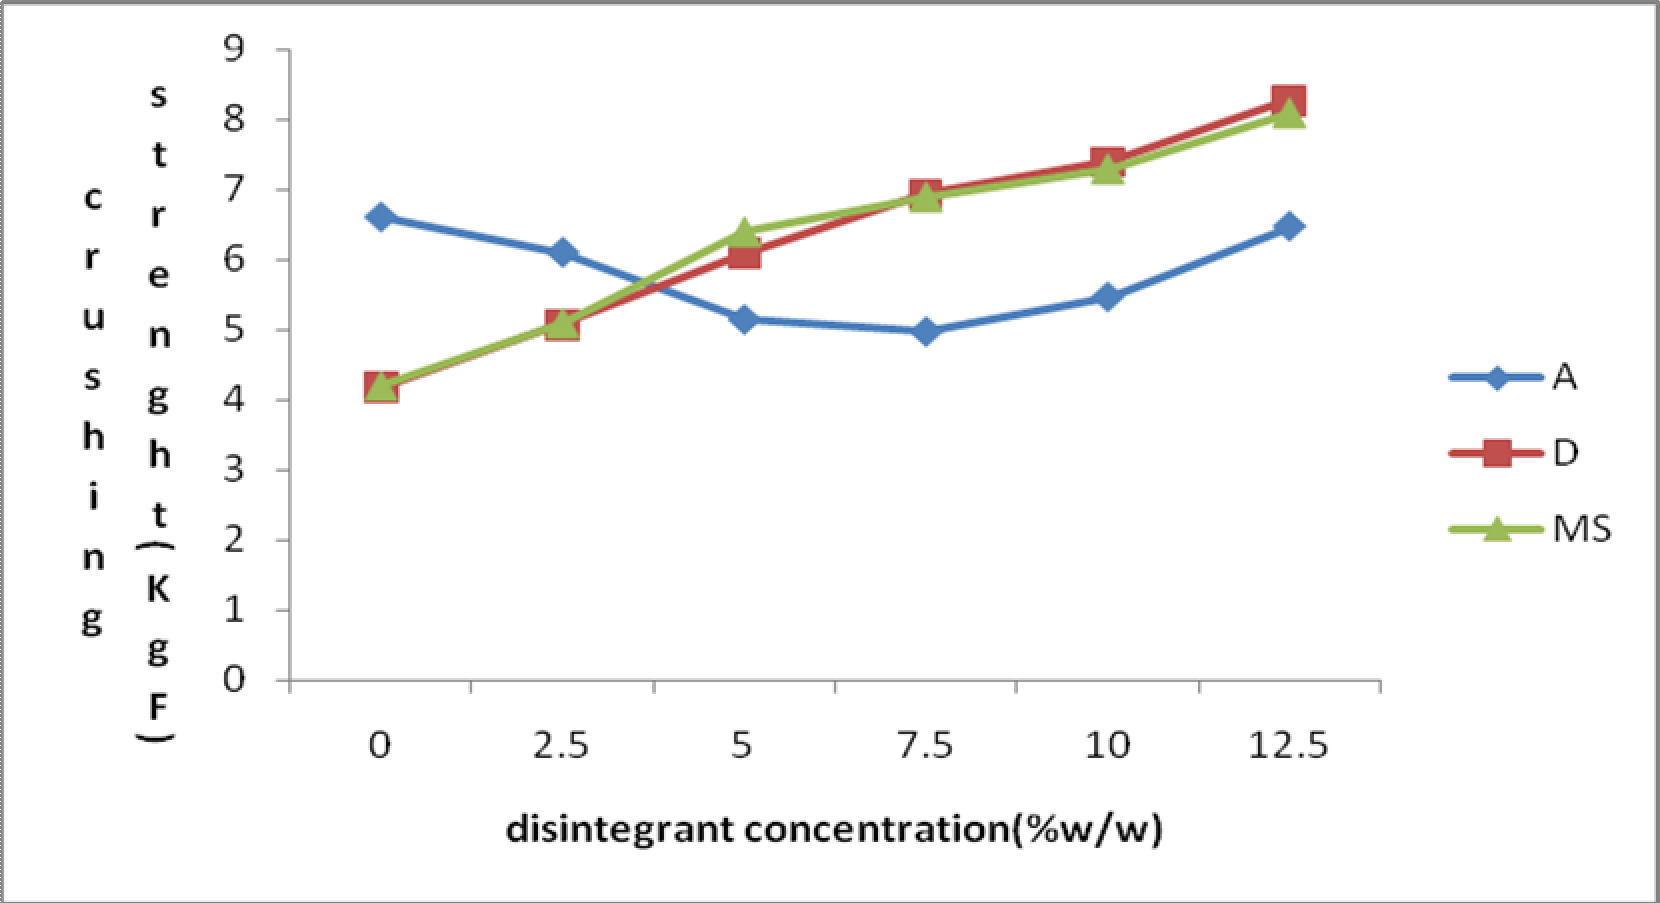 crushing
strenght(KgF)
9
8
7
6
5
4
3
2
1
0
0 2.5 5 7.5 10 12.5
disintegrant concentration(%w/w)
A
D
MS